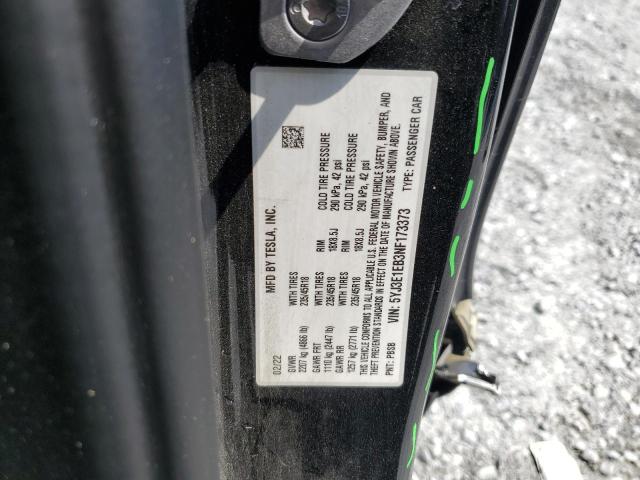 MFD BY TESLA, INC.
02/22
GVWR
2207 kg (4866 lb)
GAWR FRT WITH TIRES RIM COLD TIRE PRESSURE
1110 kg (2447 lb) 235/45R18 18X8.5J 290 kPa, 42 psi
GAWR RR WITH TIRES RIM COLD TIRE PRESSURE
1257 kg (2771 lb) 235/45R18 18X8.5J 290 kPa, 42 psi
THIS VEHICLE CONFORMS TO ALL APPLICABLE U.S. FEDERAL MOTOR VEHICLE SAFETY, BUMPER, AND
THEFT PREVENTION STANDARDS IN EFFECT ON THE DATE OF MANUFACTURE SHOWN ABOVE.
VIN: 5YJ3E1EB3NF173373 TYPE: PASSENGER CAR
PNT: PBSB